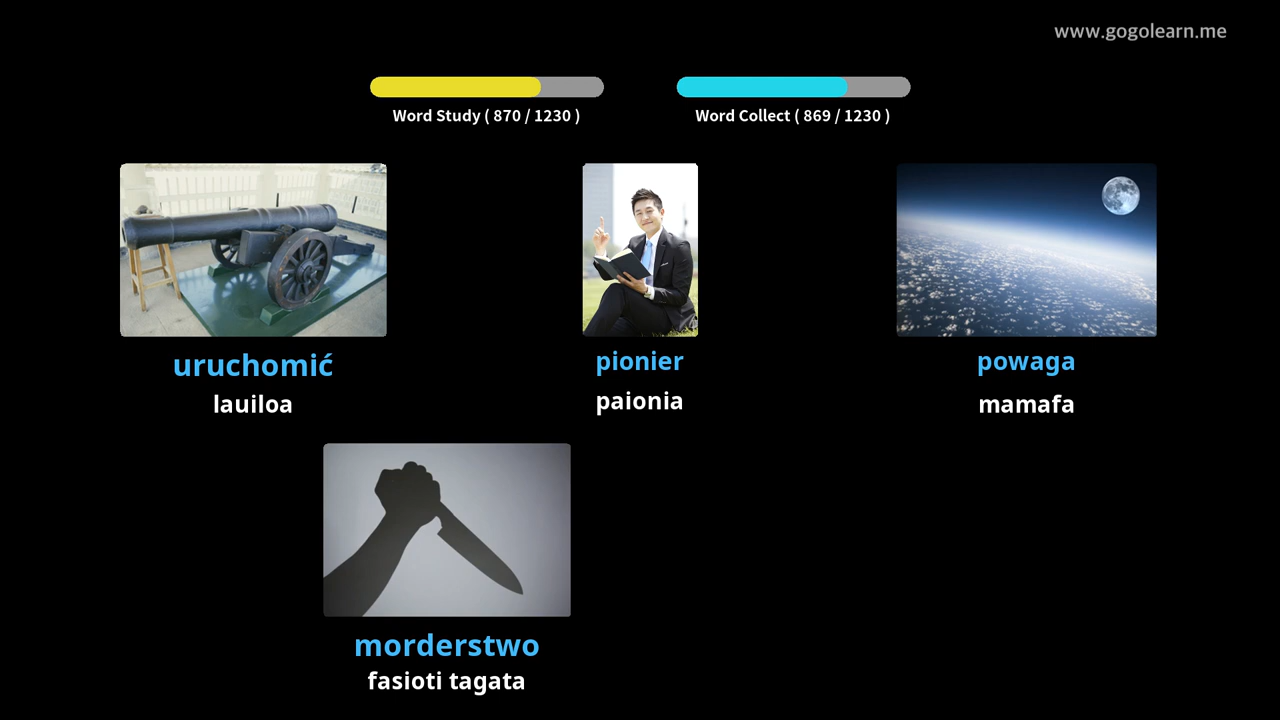 www.gogolearn.me
Word Study ( 870 / 1230 )
Word Collect ( 869 / 1230 )
uruchomić
lauiloa
pionier
paionia
powaga
mamafa
morderstwo
fasioti tagata